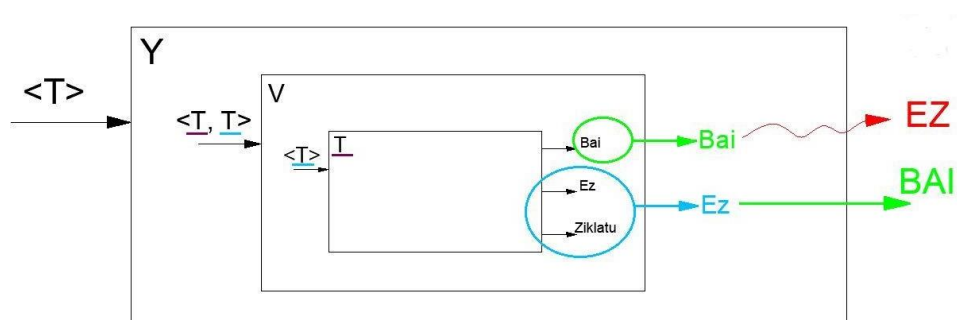 <T>
Y
<T, T>
V
<T>
T
Bai
Ez
Ziklatu
Bai
Ez
EZ
BAI